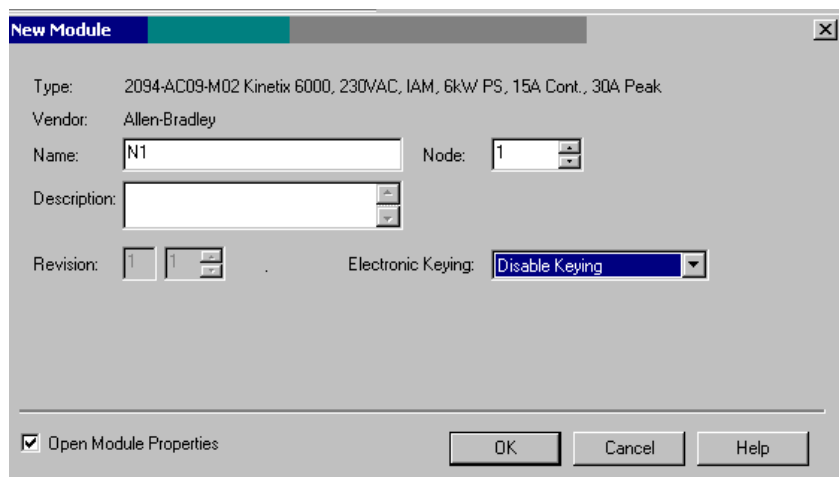 New Module
Type: 2094-AC09-M02 Kinetix 6000, 230VAC, IAM, 6kW PS, 15A Cont., 30A Peak
Vendor: Allen-Bradley
Name: N1 Node: 1
Description:
Revision: 1 1 . Electronic Keying: Disable Keying
Open Module Properties OK Cancel Help